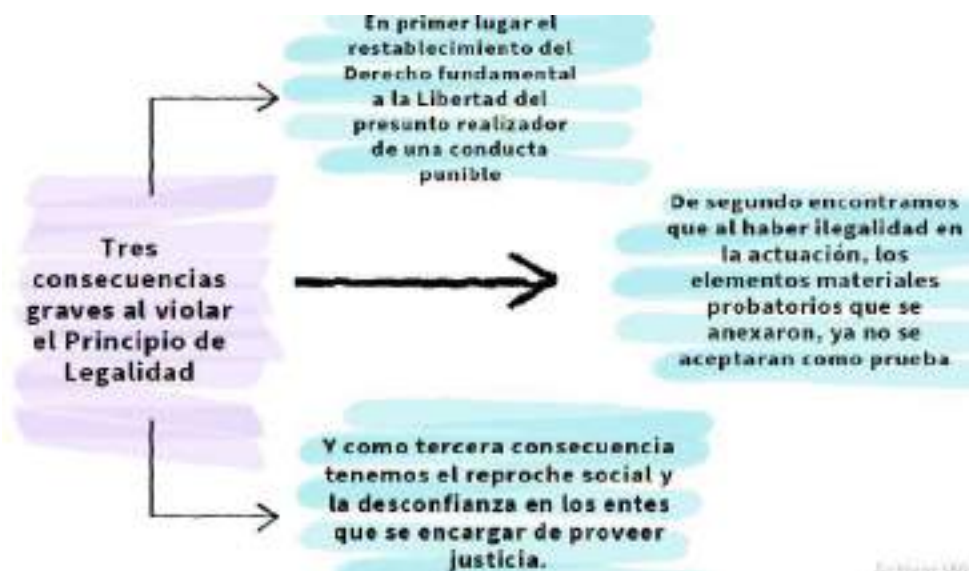 Tres
consecuencias
graves al violar
el Principio de
Legalidad
En primer lugar el
restablecimiento del
Derecho fundamental
a la Libertad del
presunto realizador
de una conducta
punible
De segundo encontramos
que al haber ilegalidad en
la actuación, los
elementos materiales
probatorios que se
anexaron, ya no se
aceptaran como prueba
Y como tercera consecuencia
tenemos el reproche social y
la desconfianza en los entes
que se encargar de proveer
justicia.